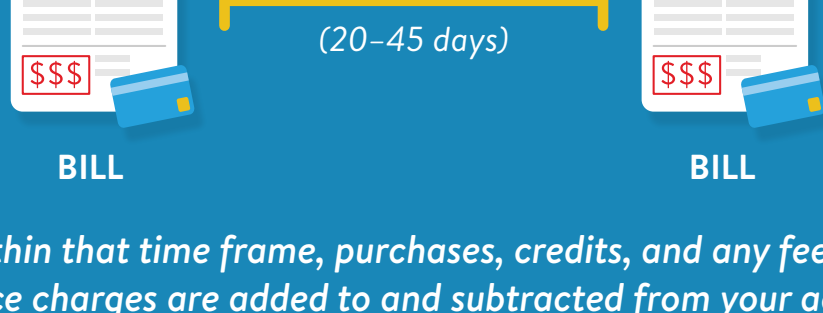 (20–45 days)
$$$ $$$
BILL BILL
that time frame, purchases, credits, and any
charges are added to and subtracted from your